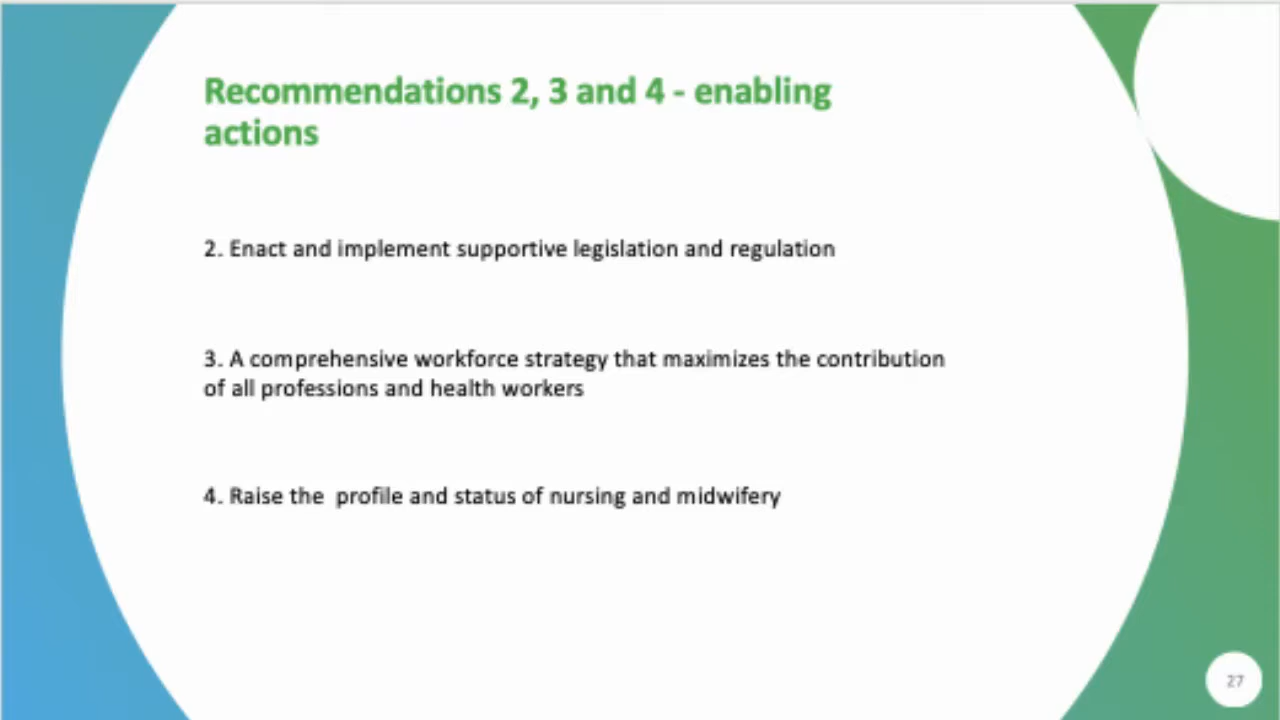 Recommendations 2, 3 and 4 - enabling
actions
2. Enact and implement supportive legislation and regulation
3. A comprehensive workforce strategy that maximizes the contribution
of all professions and health workers
4. Raise the  profile and status of nursing and midwifery
27